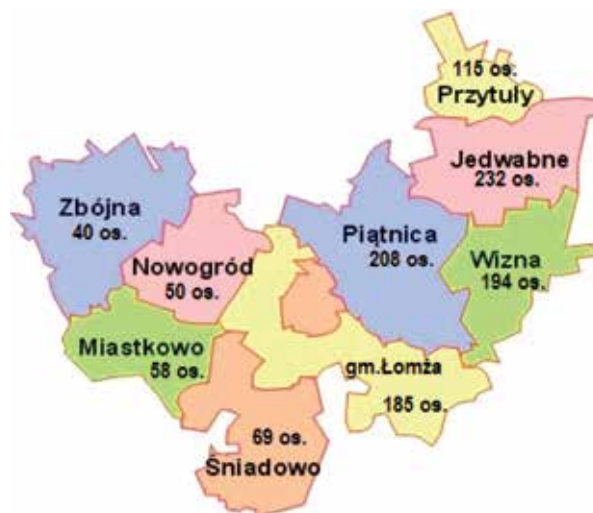 115 os.
Przytuły
Jedwabne
232 os.
Zbójna
40 os.
Piątnica
208 os.
Wizna
194 os.
Nowogród
50 os.
Miastkowo
58 os.
gm.Łomża
185 os.
69 os.
Śniadowo